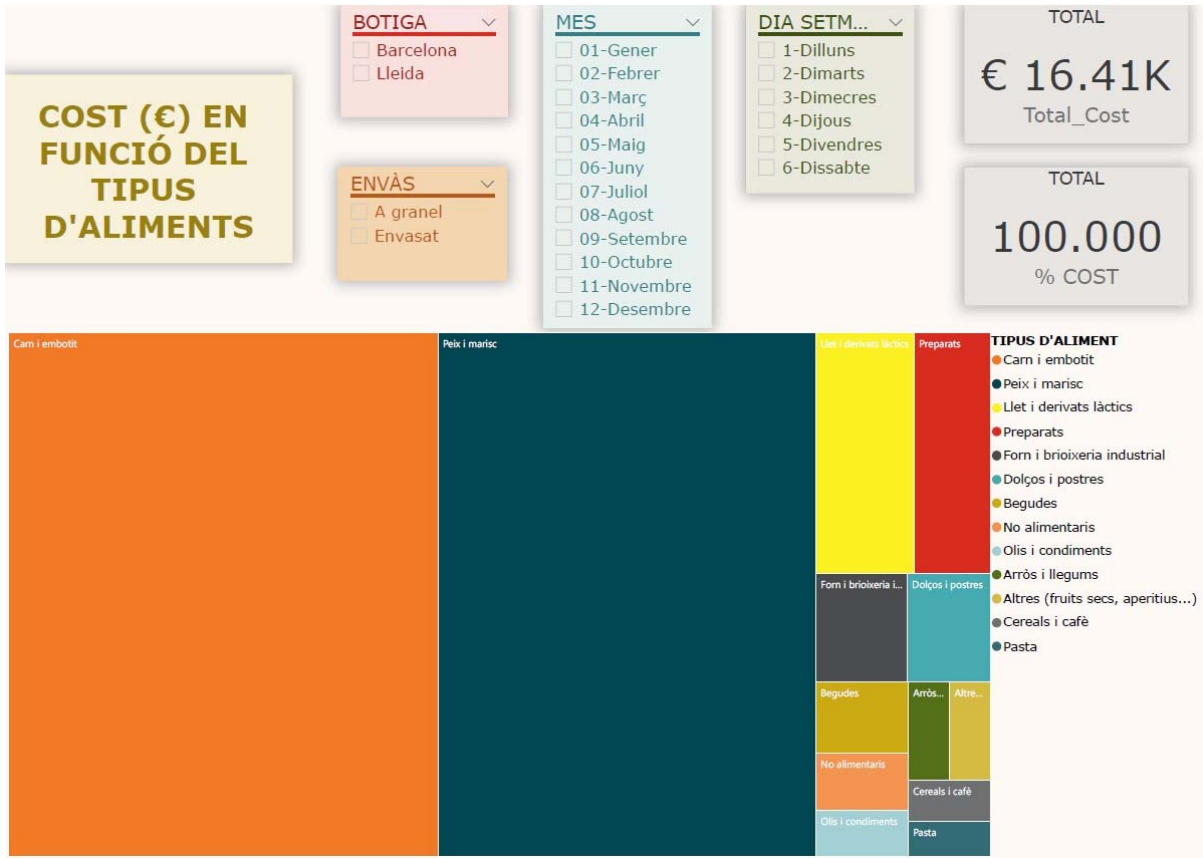 COST (€) EN
FUNCIÓ DEL
TIPUS
D'ALIMENTS
BOTIGA
Barcelona
Lleida
ENVÀS
A granel
Envasat
MES
01-Gener
02-Febrer
03-Març
04-Abril
05-Maig
06-Juny
07-Juliol
08-Agost
09-Setembre
10-Octubre
11-Novembre
12-Desembre
DIA SETM...
1-Dilluns
2-Dimarts
3-Dimecres
4-Dijous
5-Divendres
6-Dissabte
TOTAL
€ 16.41K
Total_Cost
TOTAL
100.000
% COST
Carn i embotit
Peix i marisc
Llet i derivats làctics
Preparats
Forn i brioixeria i...
Dolços i postres
Begudes
Arròs...
Altre...
No alimentaris
Cereals i cafè
Olis i condiments
Pasta
TIPUS D'ALIMENT
Carn i embotit
Peix i marisc
Llet i derivats làctics
Preparats
Forn i brioixeria industrial
Dolços i postres
Begudes
No alimentaris
Olis i condiments
Arròs i llegums
Altres (fruits secs, aperitius...)
Cereals i cafè
Pasta